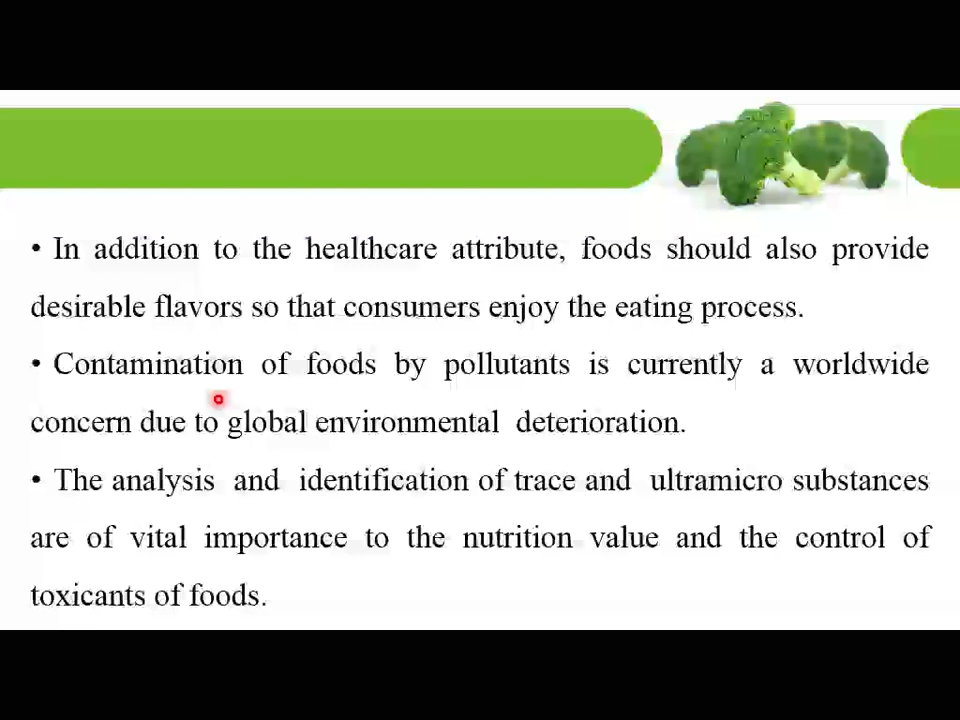 • In addition to the healthcare attribute, foods should also provide
desirable flavors so that consumers enjoy the eating process.
• Contamination of foods by pollutants is currently a worldwide
concern due to global environmental deterioration.
• The analysis and identification of trace and ultramicro substances
are of vital importance to the nutrition value and the control of
toxicants of foods.